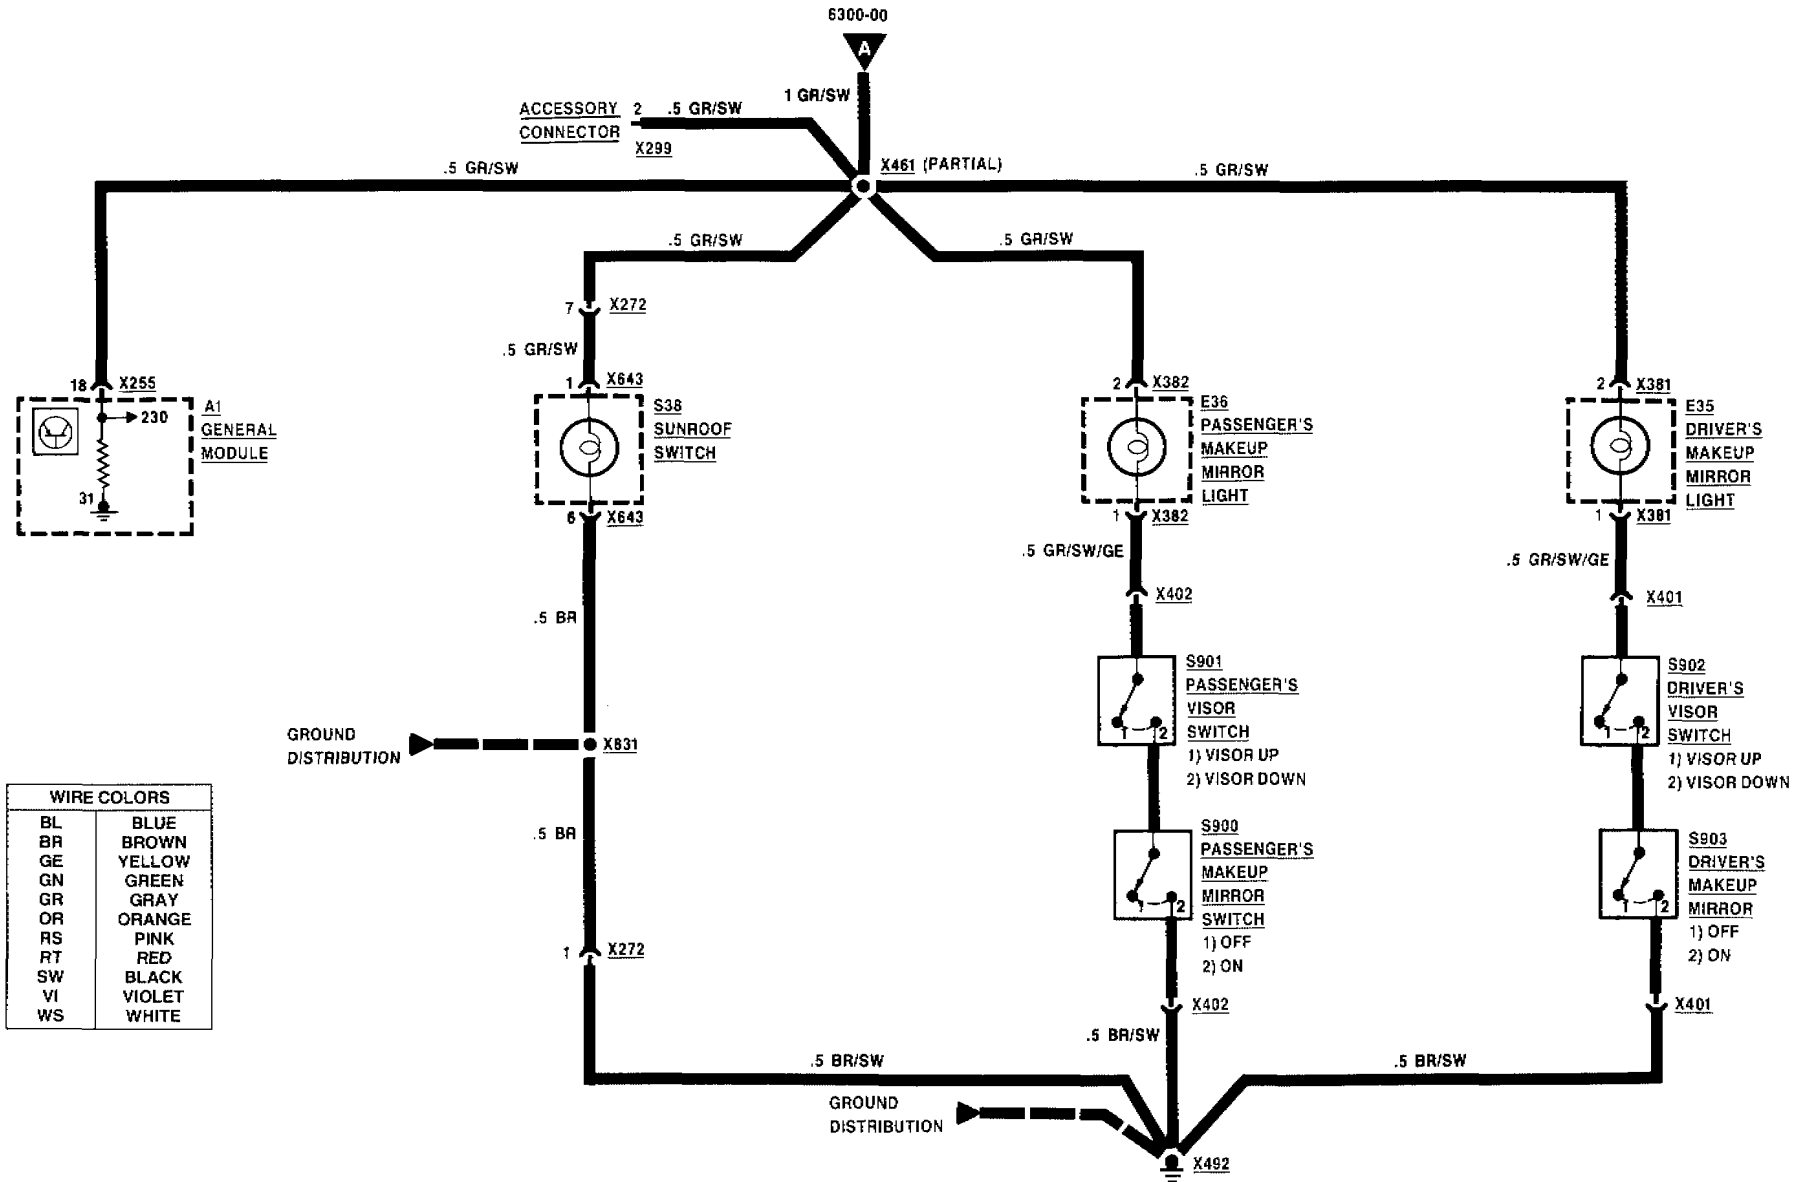 6300-00
A
1 GR/SW
ACCESSORY
CONNECTOR
2
.5 GR/SW
X299
X461 (PARTIAL)
.5 GR/SW
.5 GR/SW
.5 GR/SW
.5 GR/SW
7
X272
.5 GR/SW
18
X255
230
31
A1
GENERAL
MODULE
1
X643
S38
SUNROOF
SWITCH
6
X643
2
X382
E36
PASSENGER'S
MAKEUP
MIRROR
LIGHT
1
X382
2
X381
E35
DRIVER'S
MAKEUP
MIRROR
LIGHT
1
X381
.5 GR/SW/GE
.5 GR/SW/GE
X402
X401
.5 BR
S901
PASSENGER'S
VISOR
SWITCH
1) VISOR UP
2) VISOR DOWN
1
2
S902
DRIVER'S
VISOR
SWITCH
1) VISOR UP
2) VISOR DOWN
1
2
GROUND
DISTRIBUTION
X831
.5 BR
S900
PASSENGER'S
MAKEUP
MIRROR
SWITCH
1) OFF
2) ON
1
2
S903
DRIVER'S
MAKEUP
MIRROR
1) OFF
2) ON
1
2
WIRE COLORS
BL BLUE
BR BROWN
GE YELLOW
GN GREEN
GR GRAY
OR ORANGE
RS PINK
RT RED
SW BLACK
VI VIOLET
WS WHITE
1
X272
X402
X401
.5 BR/SW
.5 BR/SW
.5 BR/SW
GROUND
DISTRIBUTION
X492